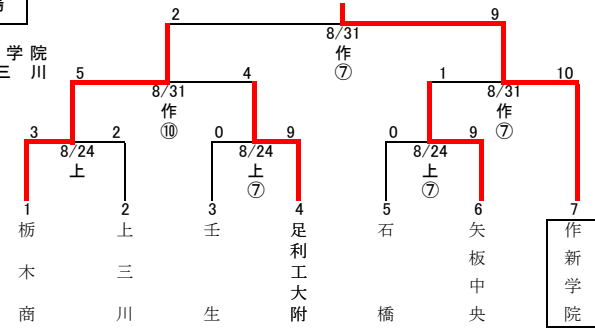 場
学院
三川
2 9
8/31
作
⑦
5 4 1 10
8/31 8/31
作 作
⑩ ⑦
3 2 0 9 0 9
8/24 8/24 8/24
上 上 上
⑦ ⑦
1 2 3 4 5 6 7
栃木商
上三川
壬生
足利工大附
石橋
矢板中央
作新学院